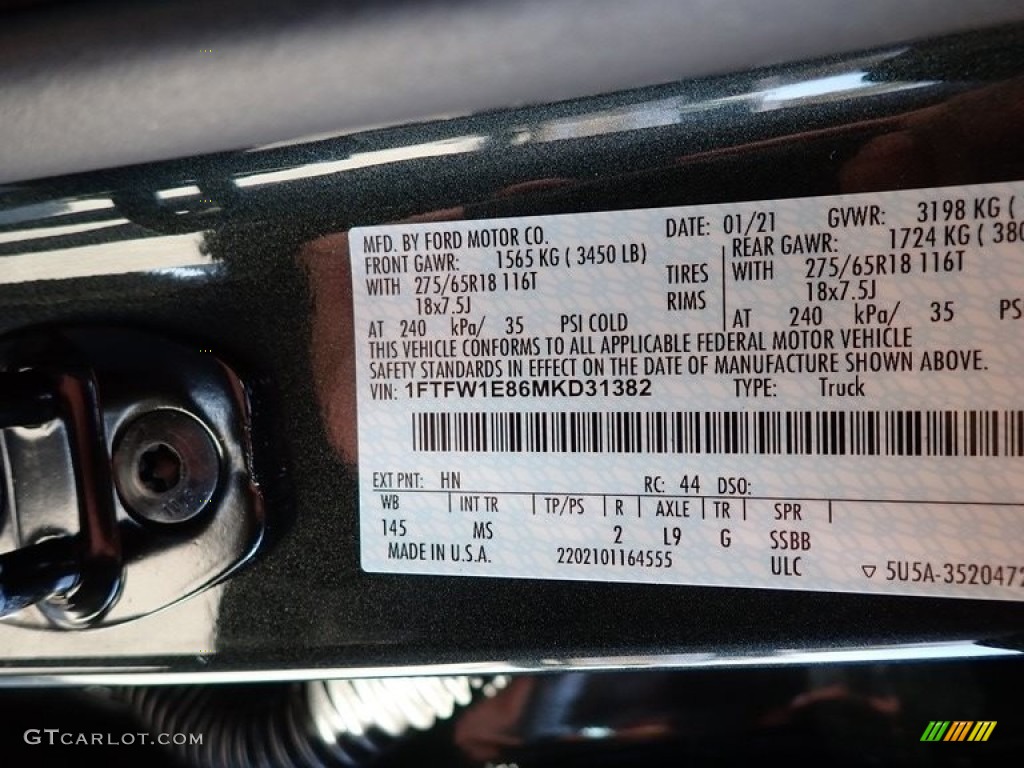 MFD. BY FORD MOTOR CO. DATE: 01/21 GVWR: 3198 KG (
FRONT GAWR: 1565 KG ( 3450 LB) REAR GAWR: 1724 KG ( 380
WITH 275/65R18 116T TIRES WITH 275/65R18 116T
18x7.5J RIMS 18x7.5J
AT 240 kPa/ 35 PSI COLD AT 240 kPa/ 35 PS
THIS VEHICLE CONFORMS TO ALL APPLICABLE FEDERAL MOTOR VEHICLE
SAFETY STANDARDS IN EFFECT ON THE DATE OF MANUFACTURE SHOWN ABOVE.
VIN: 1FTFW1E86MKD31382 TYPE: Truck
EXT PNT: HN RC: 44 DSO:
WB INT TR TP/PS R AXLE TR SPR
145 MS 2 L9 G SSBB
MADE IN U.S.A. 2202101164555 ULC ▽ 5U5A-3520472
GTCARLOT.COM